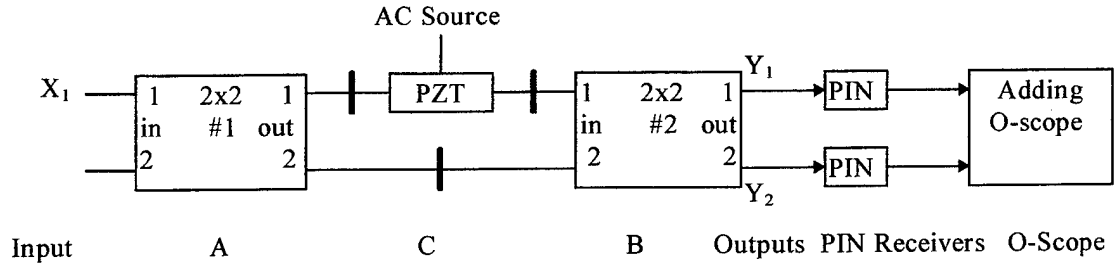 AC Source
X₁
1 2x2 1
in #1 out
2 2
PZT
1 2x2 1
in #2 out
2 2
Y₁
Y₂
PIN
PIN
Adding
O-scope
Input A C B Outputs PIN Receivers O-Scope